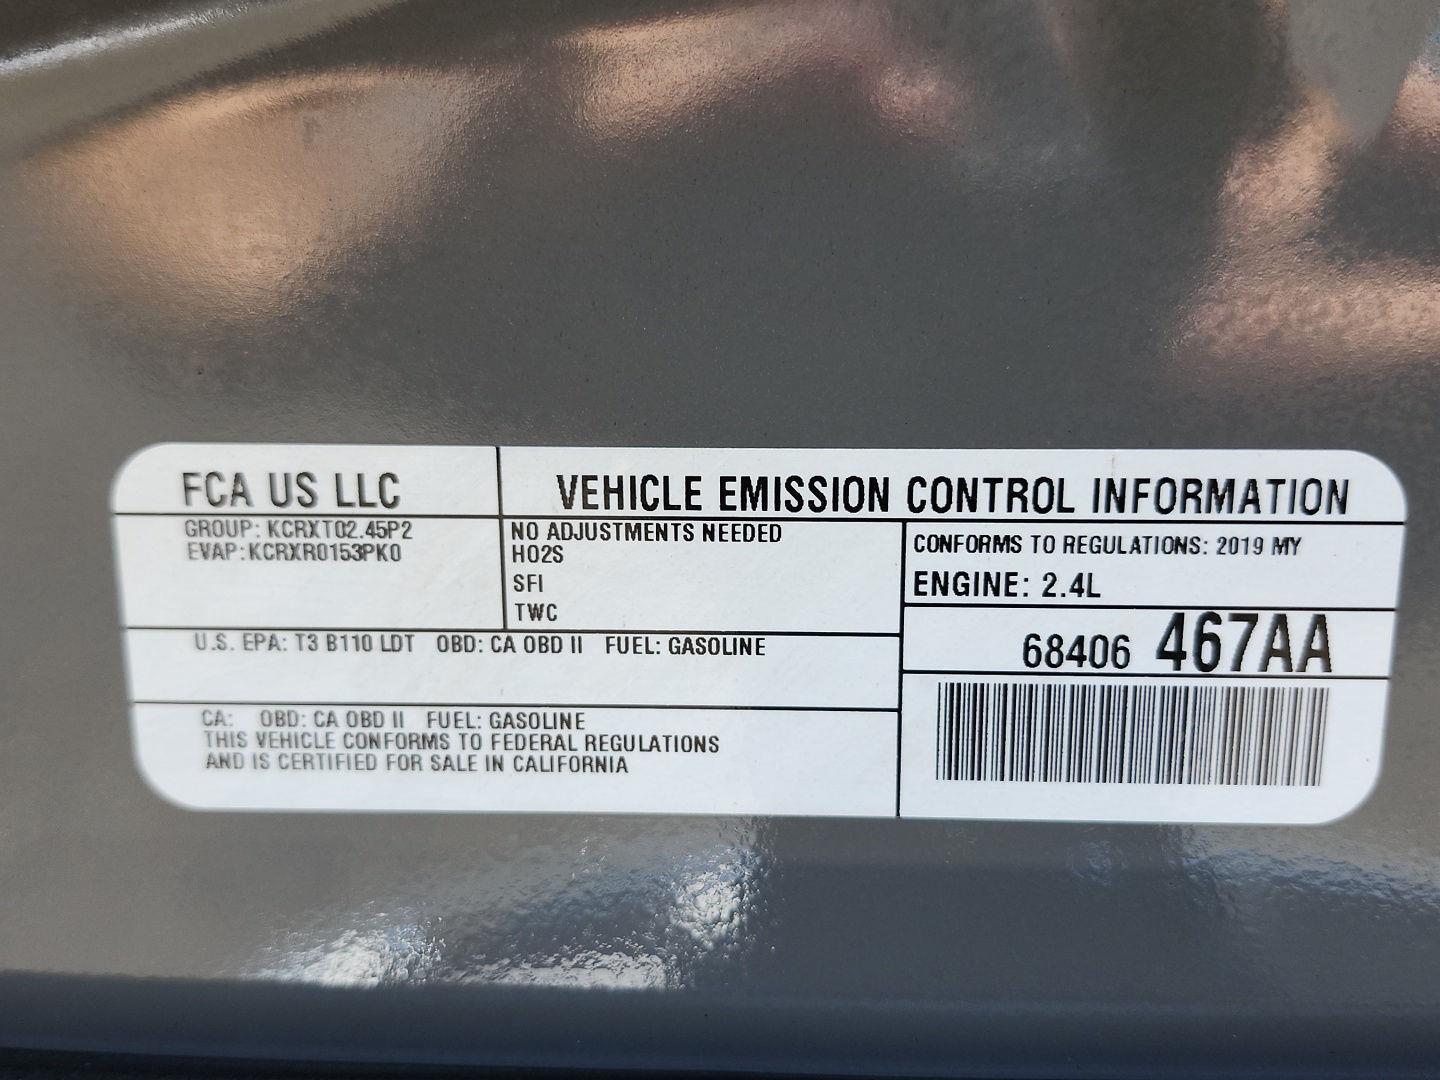 FCA US LLC
VEHICLE EMISSION CONTROL INFORMATION
GROUP: KCRXT02.45P2
EVAP:KCRXR0153PK0
NO ADJUSTMENTS NEEDED
HO2S
SFI
TWC
CONFORMS TO REGULATIONS: 2019 MY
ENGINE: 2.4L
68406 467AA
U.S. EPA: T3 B110 LDT OBD: CA OBD II FUEL: GASOLINE
CA: OBD: CA OBD II FUEL: GASOLINE
THIS VEHICLE CONFORMS TO FEDERAL REGULATIONS
AND IS CERTIFIED FOR SALE IN CALIFORNIA